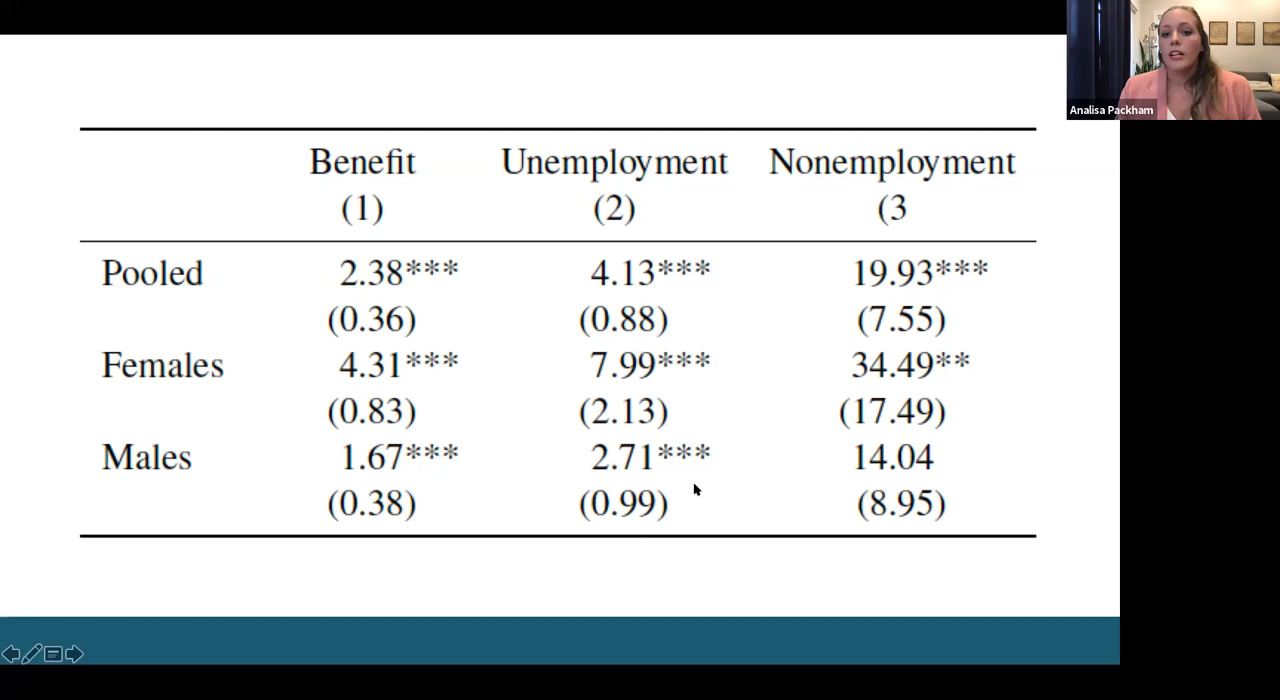 Analisa Packham
Benefit Unemployment Nonemployment
(1) (2) (3
Pooled 2.38*** 4.13*** 19.93***
(0.36) (0.88) (7.55)
Females 4.31*** 7.99*** 34.49**
(0.83) (2.13) (17.49)
Males 1.67*** 2.71*** 14.04
(0.38) (0.99) (8.95)